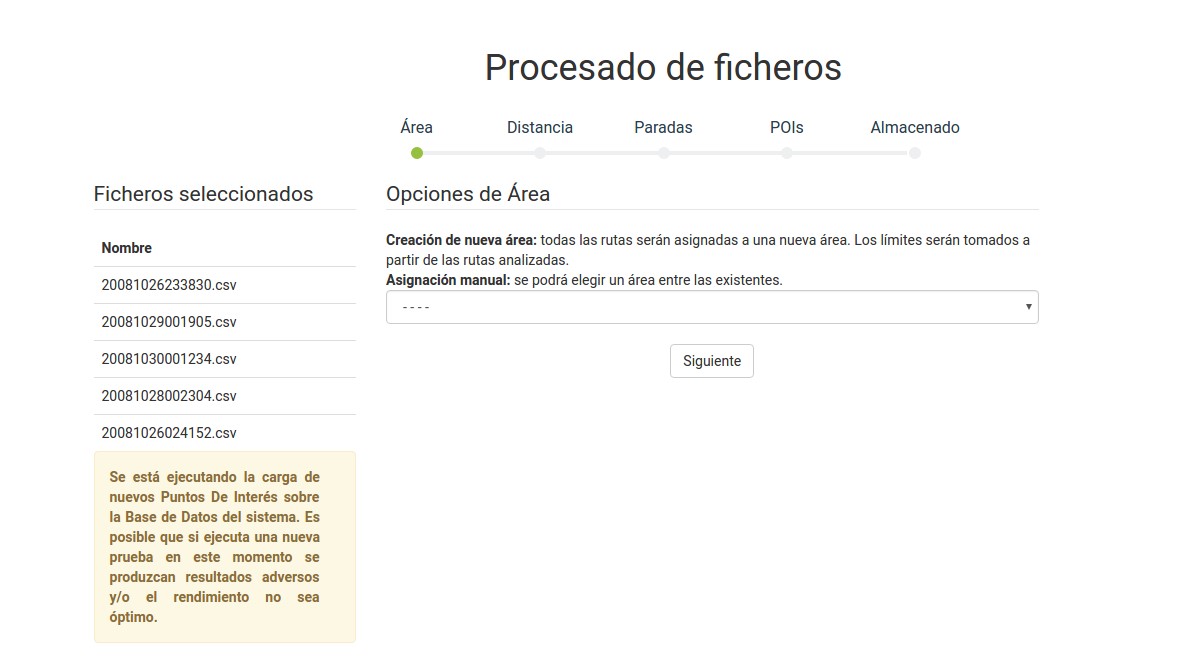 Procesado de ficheros
Área
Distancia
Paradas
POIs
Almacenado
Ficheros seleccionados
Nombre
20081026233830.csv
20081029001905.csv
20081030001234.csv
20081028002304.csv
20081026024152.csv
Se está ejecutando la carga de
nuevos Puntos De Interés sobre
la Base de Datos del sistema. Es
posible que si ejecuta una nueva
prueba en este momento se
produzcan resultados adversos
y/o el rendimiento no sea
óptimo.
Opciones de Área
Creación de nueva área: todas las rutas serán asignadas a una nueva área. Los límites serán tomados a
partir de las rutas analizadas.
Asignación manual: se podrá elegir un área entre las existentes.
- - - -
Siguiente